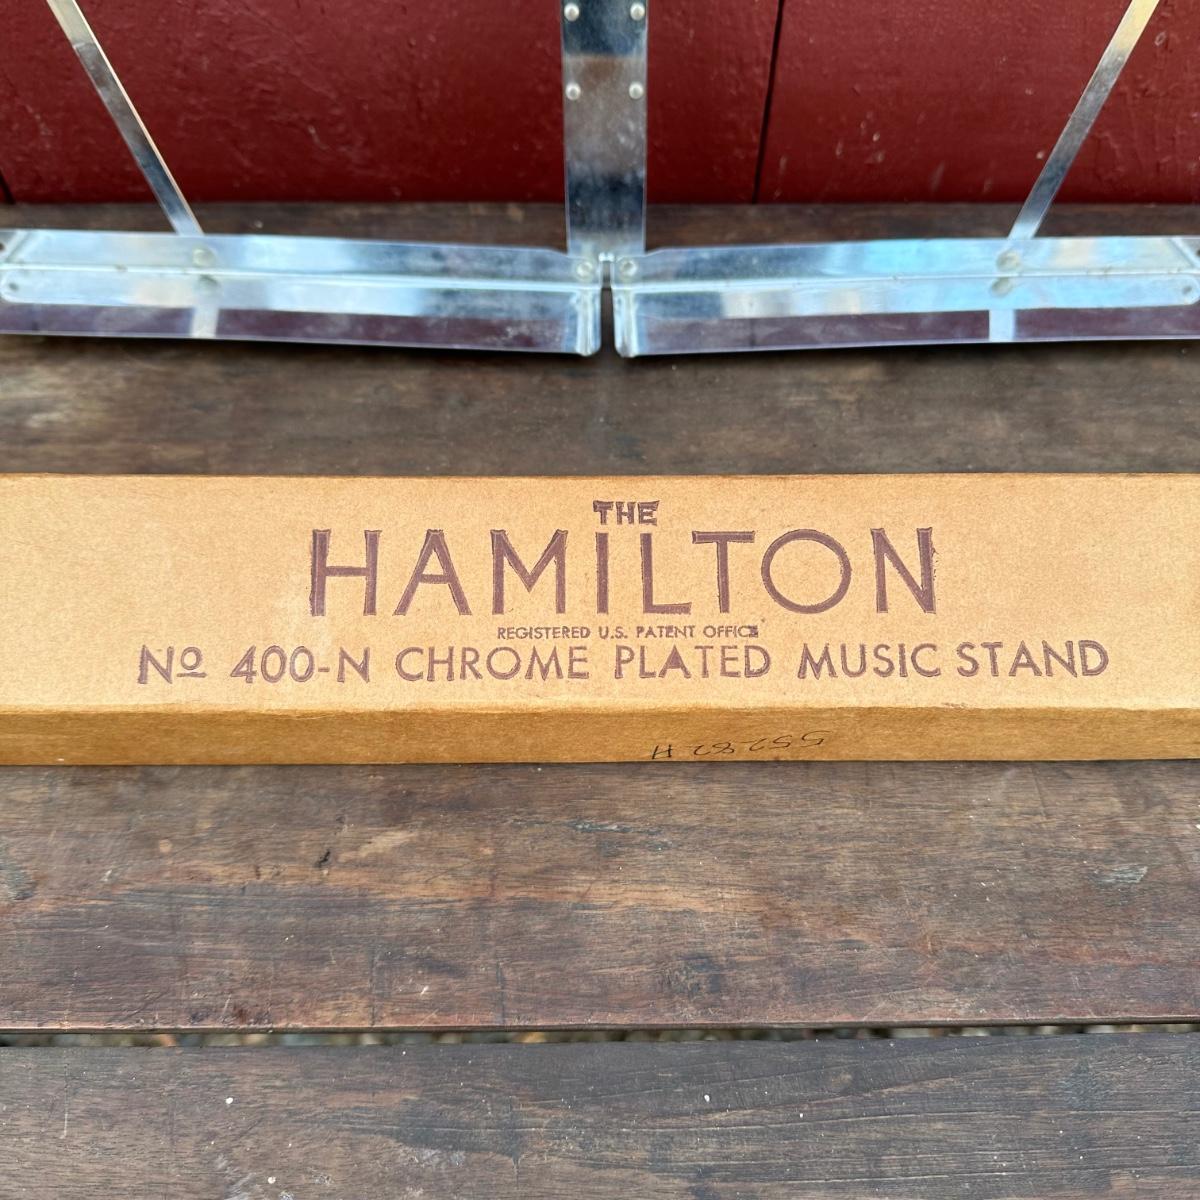 THE
HAMILTON
REGISTERED U.S. PATENT OFFICE
Nº 400-N CHROME PLATED MUSIC STAND